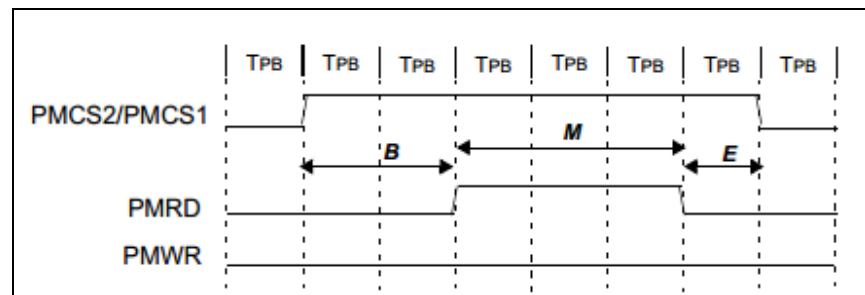 TPB TPB TPB TPB TPB TPB TPB TPB
PMCS2/PMCS1
B M E
PMRD
PMWR